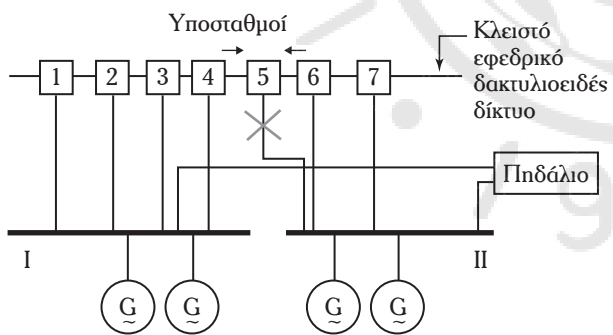 Υποσταθμοί
Κλειστό
εφεδρικό
δακτυλιοειδές
δίκτυο
1 2 3 4 5 6 7
Πηδάλιο
I II
G G G G